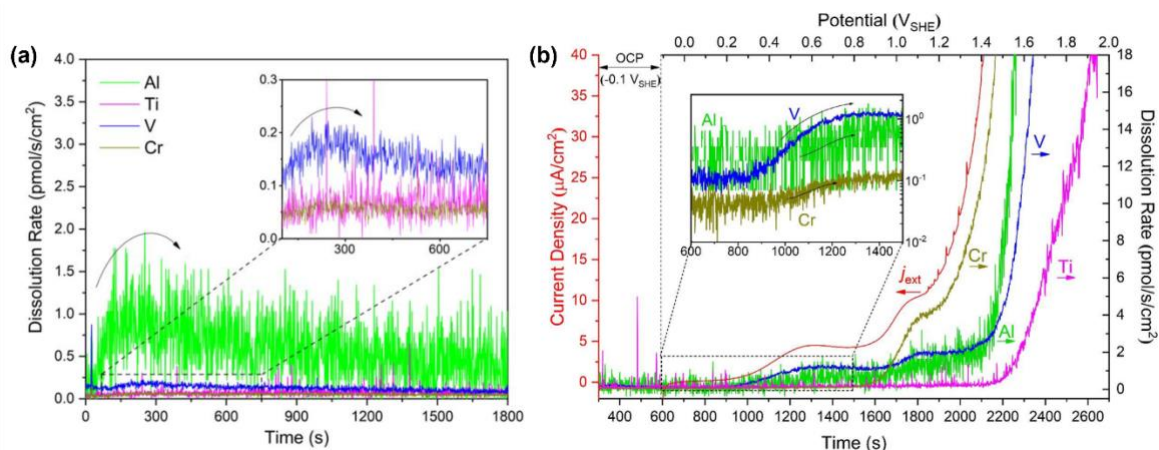 (a)
Dissolution Rate (pmol/s/cm²)
4.0
3.5
3.0
2.5
2.0
1.5
1.0
0.5
0.0
Al
Ti
V
Cr
0.3
0.2
0.1
0.0
300 600
0 300 600 900 1200 1500 1800
Time (s)
(b)
Potential (V_SHE)
0.0 0.2 0.4 0.6 0.8 1.0 1.2 1.4 1.6 1.8 2.0
Current Density (µA/cm²)
40
35
30
25
20
15
10
5
0
OCP
(-0.1 V_SHE)
Al
V
Cr
10⁰
10⁻¹
10⁻²
600 800 1000 1200 1400
j_ext
Cr
Al
V
Ti
18
16
14
12
10
8
6
4
2
0
Dissolution Rate (pmol/s/cm²)
400 600 800 1000 1200 1400 1600 1800 2000 2200 2400 2600
Time (s)